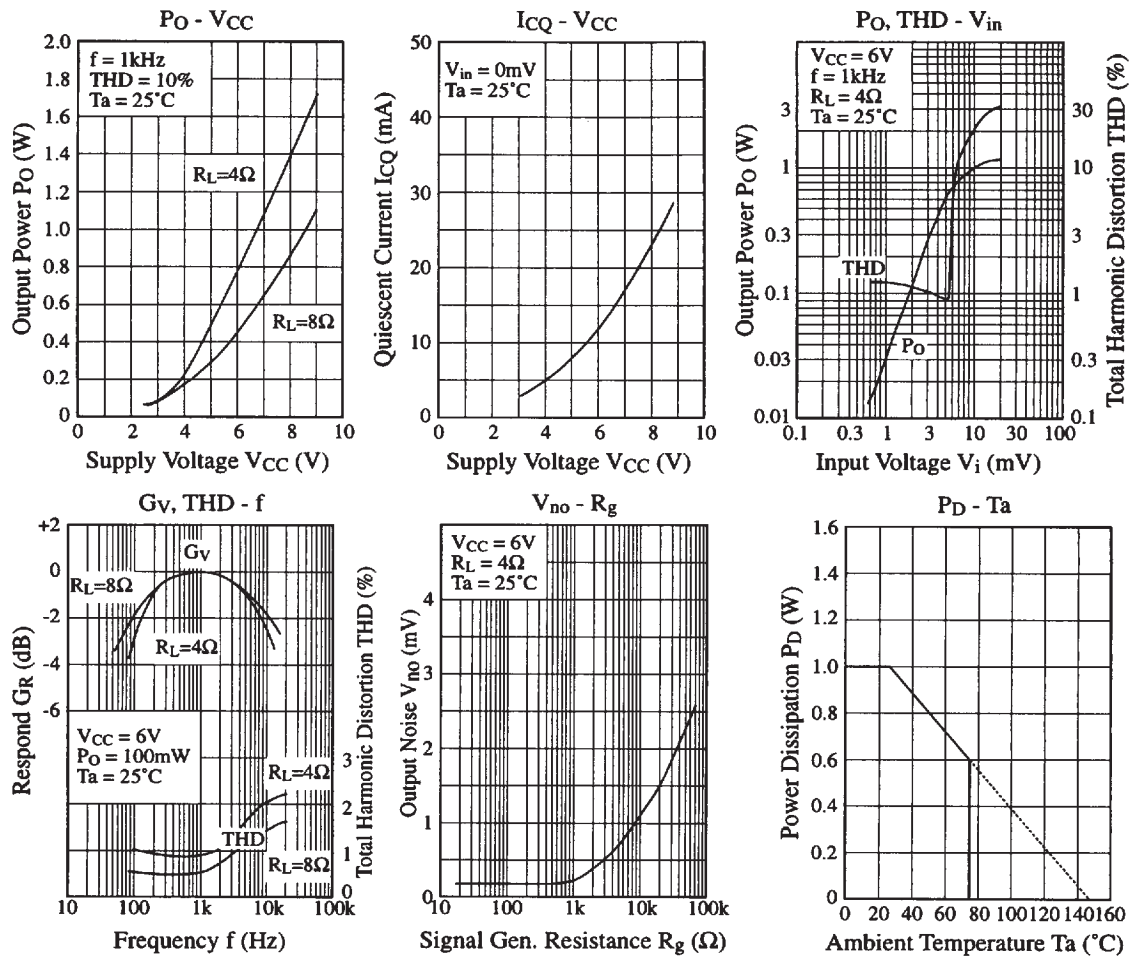 PO - VCC
2.0
1.8
1.6
1.4
1.2
1.0
0.8
0.6
0.4
0.2
0
Output Power PO (W)
f = 1kHz
THD = 10%
Ta = 25°C
RL=4Ω
RL=8Ω
0 2 4 6 8 10
Supply Voltage VCC (V)
ICQ - VCC
50
40
30
20
10
0
Quiescent Current ICQ (mA)
Vin = 0mV
Ta = 25°C
0 2 4 6 8 10
Supply Voltage VCC (V)
PO, THD - Vin
3
1
0.3
0.1
0.03
0.01
Output Power PO (W)
VCC = 6V
f = 1kHz
RL = 4Ω
Ta = 25°C
THD
PO
30
10
3
1
0.3
0.1
Total Harmonic Distortion THD (%)
0.1 0.3 1 3 10 30 100
Input Voltage Vi (mV)
GV, THD - f
+2
0
-2
-4
-6
Respond GR (dB)
GV
RL=8Ω
RL=4Ω
VCC = 6V
PO = 100mW
Ta = 25°C
RL=4Ω
THD
RL=8Ω
3
2
1
0
Total Harmonic Distortion THD (%)
10 100 1k 10k 100k
Frequency f (Hz)
Vno - Rg
4
3
2
1
0
Output Noise Vno (mV)
VCC = 6V
RL = 4Ω
Ta = 25°C
10 100 1k 10k 100k
Signal Gen. Resistance Rg (Ω)
PD - Ta
1.6
1.4
1.2
1.0
0.8
0.6
0.4
0.2
0
Power Dissipation PD (W)
0 20 40 60 80 100 120 140 160
Ambient Temperature Ta (°C)